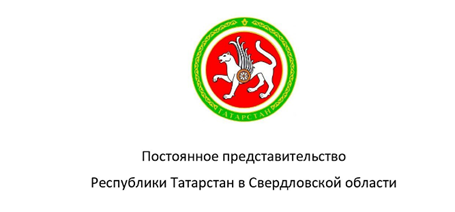 ТАТАРСТАН
Постоянное представительство
Республики Татарстан в Свердловской области